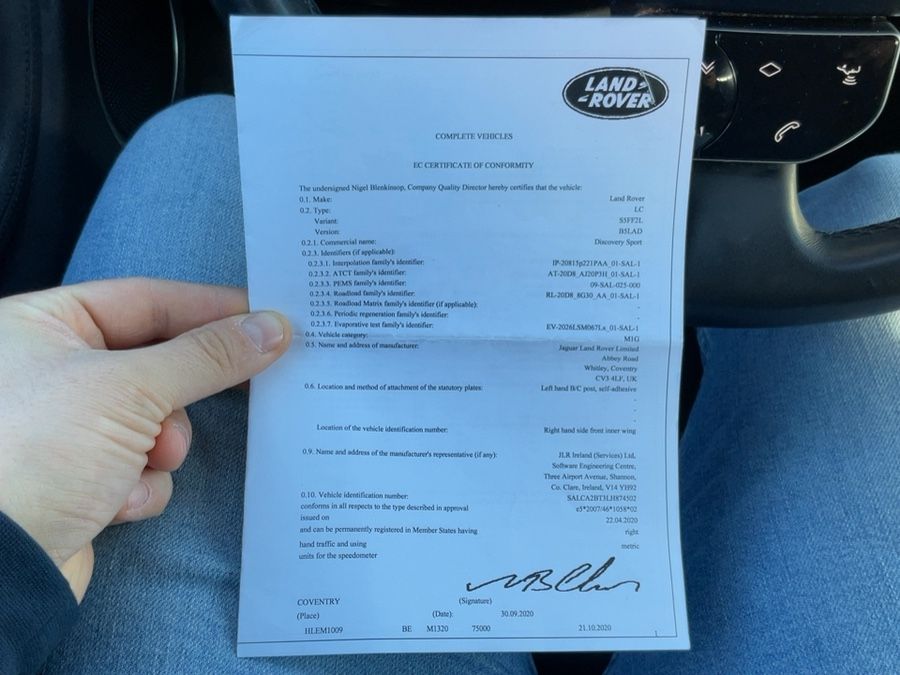 LAND-
-ROVER
COMPLETE VEHICLES
EC CERTIFICATE OF CONFORMITY
The undersigned Nigel Blenkinsop, Company Quality Director hereby certifies that the vehicle:
0.1. Make: Land Rover
0.2. Type: LC
Variant: S5FF2L
Version: B5LAD
0.2.1. Commercial name: Discovery Sport
0.2.3. Identifiers (if applicable):
0.2.3.1. Interpolation family's identifier: IP-20815p221PAA_01-SAL-1
0.2.3.2. ATCT family's identifier: AT-20D8_AJ20P3H_01-SAL-1
0.2.3.3. PEMS family's identifier: 09-SAL-025-000
0.2.3.4. Roadload family's identifier: RL-20D8_8G30_AA_01-SAL-1
0.2.3.5. Roadload Matrix family's identifier (if applicable): -
0.2.3.6. Periodic regeneration family's identifier: -
0.2.3.7. Evaporative test family's identifier: EV-2026LSM067La_01-SAL-1
0.4. Vehicle category: M1G
0.5. Name and address of manufacturer: Jaguar Land Rover Limited
Abbey Road
Whitley, Coventry
CV3 4LF, UK
0.6. Location and method of attachment of the statutory plates: Left hand B/C post, self-adhesive
-
-
-
Location of the vehicle identification number: Right hand side front inner wing
0.9. Name and address of the manufacturer's representative (if any): JLR Ireland (Services) Ltd.
Software Engineering Centre,
Three Airport Avenue, Shannon,
Co. Clare, Ireland, V14 YH92
0.10. Vehicle identification number: SALCA2BT3LH874502
conforms in all respects to the type described in approval e5*2007/46*1058*02
issued on 22.04.2020
and can be permanently registered in Member States having right
hand traffic and using metric
units for the speedometer
COVENTRY (Signature)
(Place) (Date): 30.09.2020
HLEM1009 BE M1320 75000 21.10.2020 1